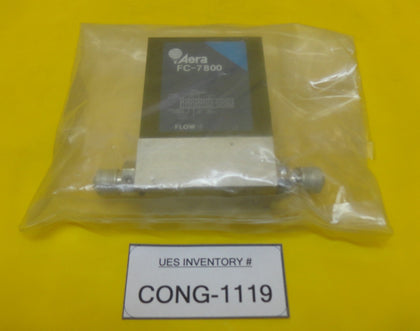 Aera
FC-7800
FLOW
UES INVENTORY #
CONG-1119